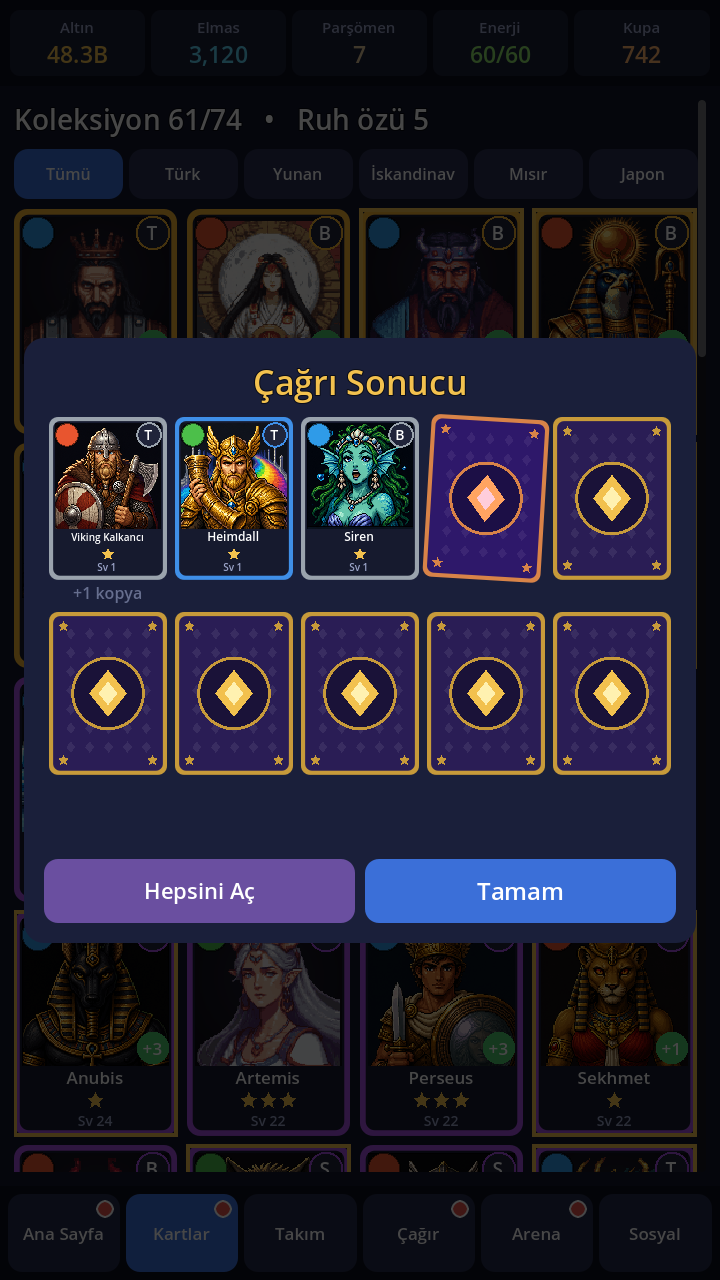 Altın Elmas Parşömen Enerji Kupa
48.3B 3,120 7 60/60 742
Koleksiyon 61/74 • Ruh özü 5
Tümü Türk Yunan İskandinav Mısır Japon
T B B B
Çağrı Sonucu
T T B
Viking Kalkancı Heimdall Siren
Sv 1 Sv 1 Sv 1
+1 kopya
Hepsini Aç Tamam
+3 +3 +1
Anubis Artemis Perseus Sekhmet
Sv 24 Sv 22 Sv 22 Sv 22
B S S T
Ana Sayfa Kartlar Takım Çağır Arena Sosyal